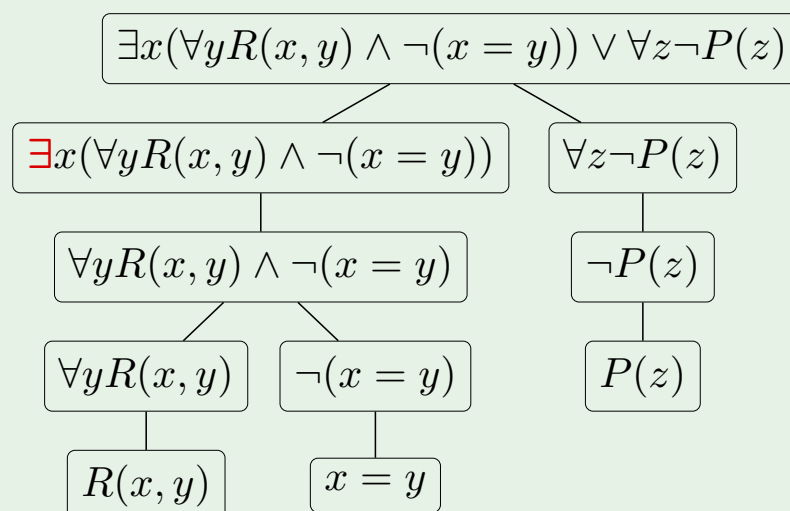 ∃x(∀yR(x, y) ∧ ¬(x = y)) ∨ ∀z¬P(z)
∃x(∀yR(x, y) ∧ ¬(x = y))
∀z¬P(z)
∀yR(x, y) ∧ ¬(x = y)
¬P(z)
∀yR(x, y)
¬(x = y)
P(z)
R(x, y)
x = y